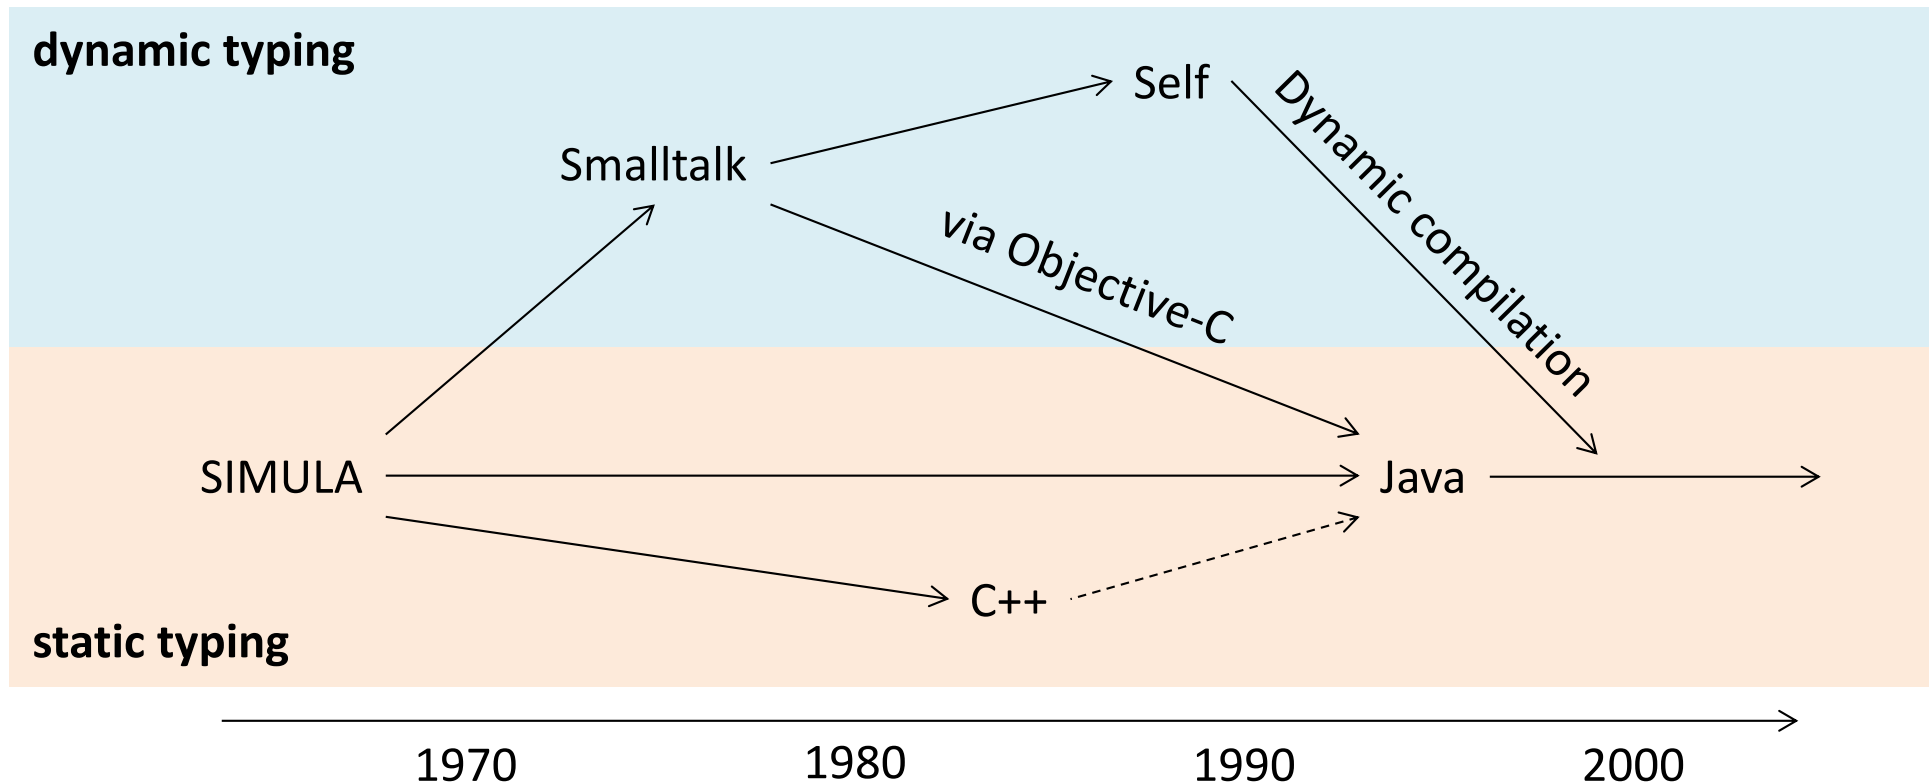 dynamic typing
Self
Dynamic compilation
Smalltalk
via Objective-C
SIMULA
Java
C++
static typing
1970
1980
1990
2000